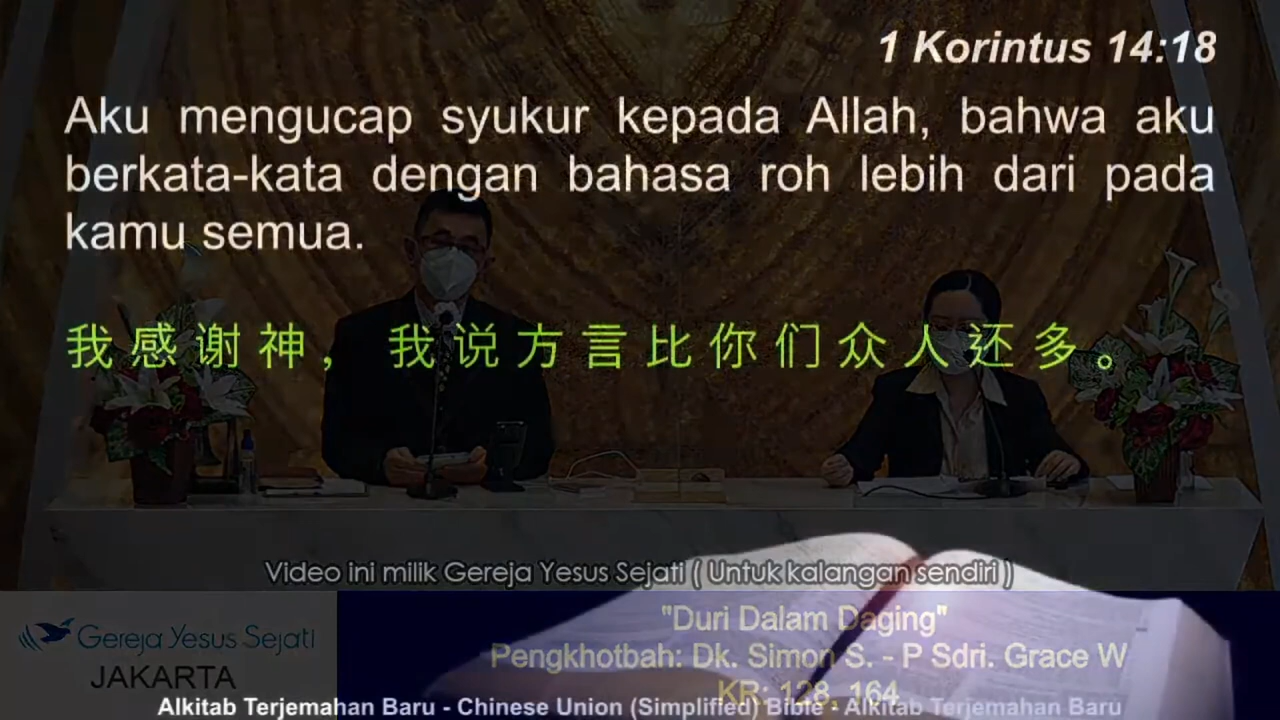 1 Korintus 14:18
Aku mengucap syukur kepada Allah, bahwa aku
berkata-kata dengan bahasa roh lebih dari pada
kamu semua.
我感谢神，我说方言比你们众人还多。
Video ini milik Gereja Yesus Sejati ( Untuk kalangan sendiri )
Gereja Yesus Sejati
JAKARTA
"Duri Dalam Daging"
Pengkhotbah: Dk. Simon S. - P Sdri. Grace W
KR: 128, 164
Alkitab Terjemahan Baru - Chinese Union (Simplified) Bible - Alkitab Terjemahan Baru